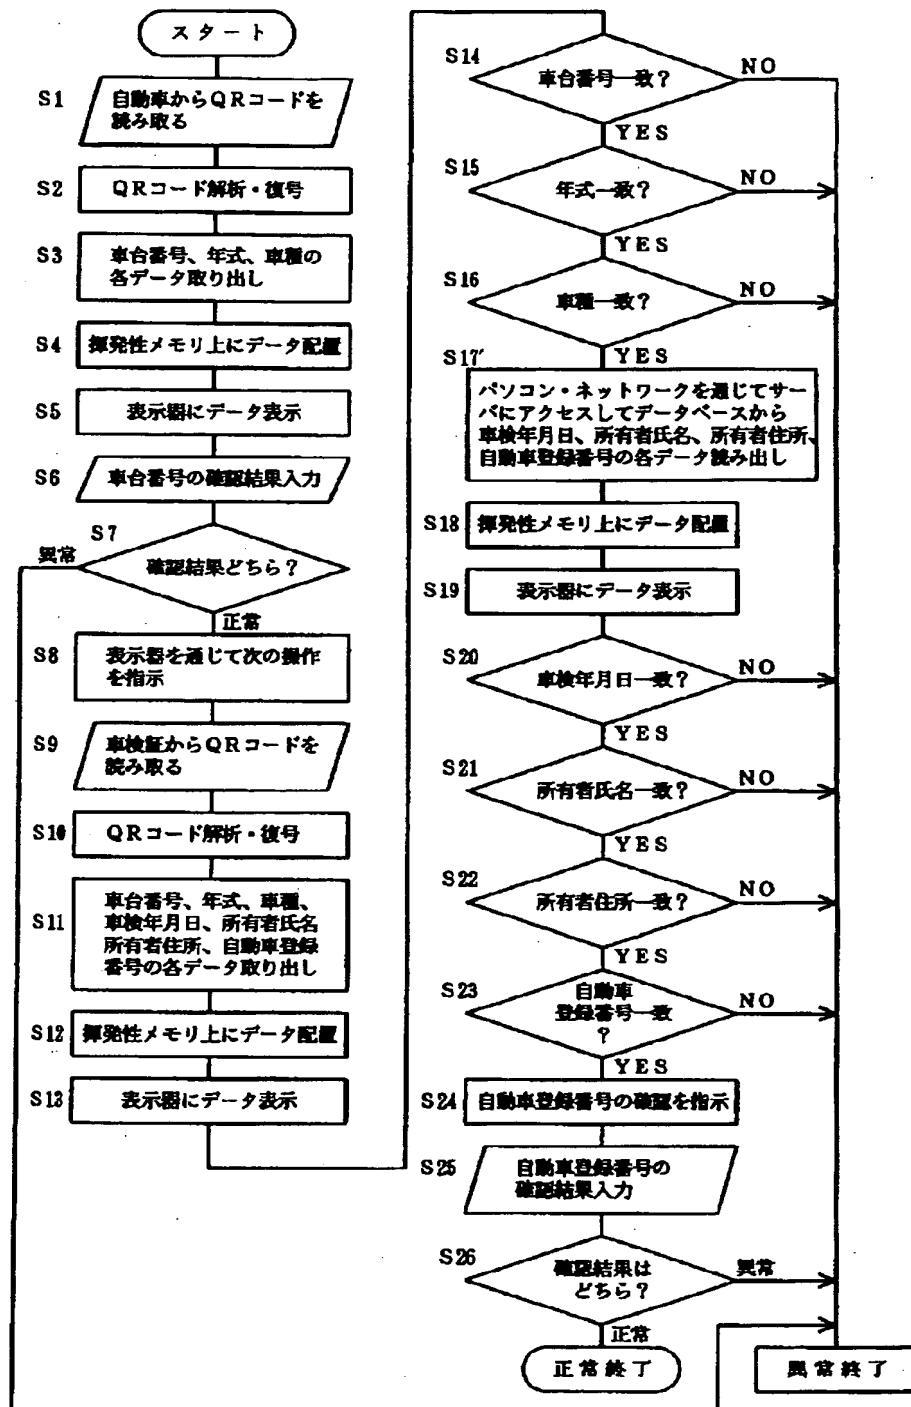 スタート
S1
自動車からQRコードを
読み取る
S2
QRコード解析・復号
S3
車台番号、年式、車種の
各データ取り出し
S4
揮発性メモリ上にデータ配置
S5
表示器にデータ表示
S6
車台番号の確認結果入力
S7
異常
確認結果どちら？
正常
S8
表示器を通じて次の操作
を指示
S9
車検証からQRコードを
読み取る
S10
QRコード解析・復号
S11
車台番号、年式、車種、
車検年月日、所有者氏名
所有者住所、自動車登録
番号の各データ取り出し
S12
揮発性メモリ上にデータ配置
S13
表示器にデータ表示
S14
車台番号一致？
NO
YES
S15
年式一致？
NO
YES
S16
車種一致？
NO
YES
S17'
パソコン・ネットワークを通じてサー
バにアクセスしてデータベースから
車検年月日、所有者氏名、所有者住所、
自動車登録番号の各データ読み出し
S18
揮発性メモリ上にデータ配置
S19
表示器にデータ表示
S20
車検年月日一致？
NO
YES
S21
所有者氏名一致？
NO
YES
S22
所有者住所一致？
NO
YES
S23
自動車
登録番号一致
？
NO
YES
S24
自動車登録番号の確認を指示
S25
自動車登録番号の
確認結果入力
S26
確認結果は
どちら？
異常
正常
正常終了
異常終了